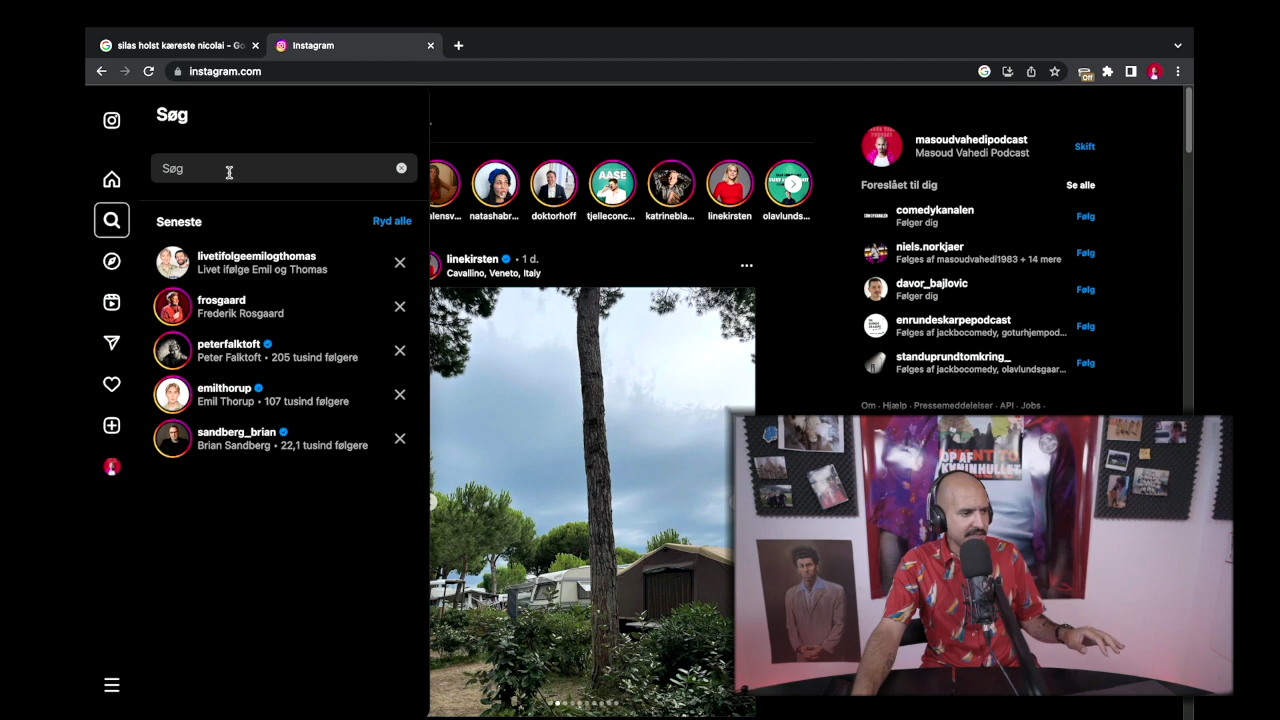 silas holst kæreste nicolai - Go
Instagram
instagram.com
Off
Søg
Søg
Seneste
Ryd alle
livetifolgeemilogthomas
Livet ifølge Emil og Thomas
frosgaard
Frederik Rosgaard
peterfalktoft
Peter Falktoft • 205 tusind følgere
emilthorup
Emil Thorup • 107 tusind følgere
sandberg_brian
Brian Sandberg • 22,1 tusind følgere
natashabr...
doktorhoff
tjelleconc...
katrinebla...
linekirsten
olavlunds...
AASE
linekirsten • 1 d.
Cavallino, Veneto, Italy
masoudvahedipodcast
Masoud Vahedi Podcast
Skift
Foreslået til dig
Se alle
comedykanalen
Følger dig
Følg
niels.norkjaer
Følges af masoudvahedi1983 + 14 mere
Følg
davor_bajlovic
Følger dig
Følg
enrundeskarpepodcast
Følges af jackbocomedy, goturhjempod...
Følg
standuprundtomkring_
Følges af jackbocomedy, olavlundsgaar...
Følg
Om · Hjælp · Pressemeddelelser · API · Jobs ·
OP AF